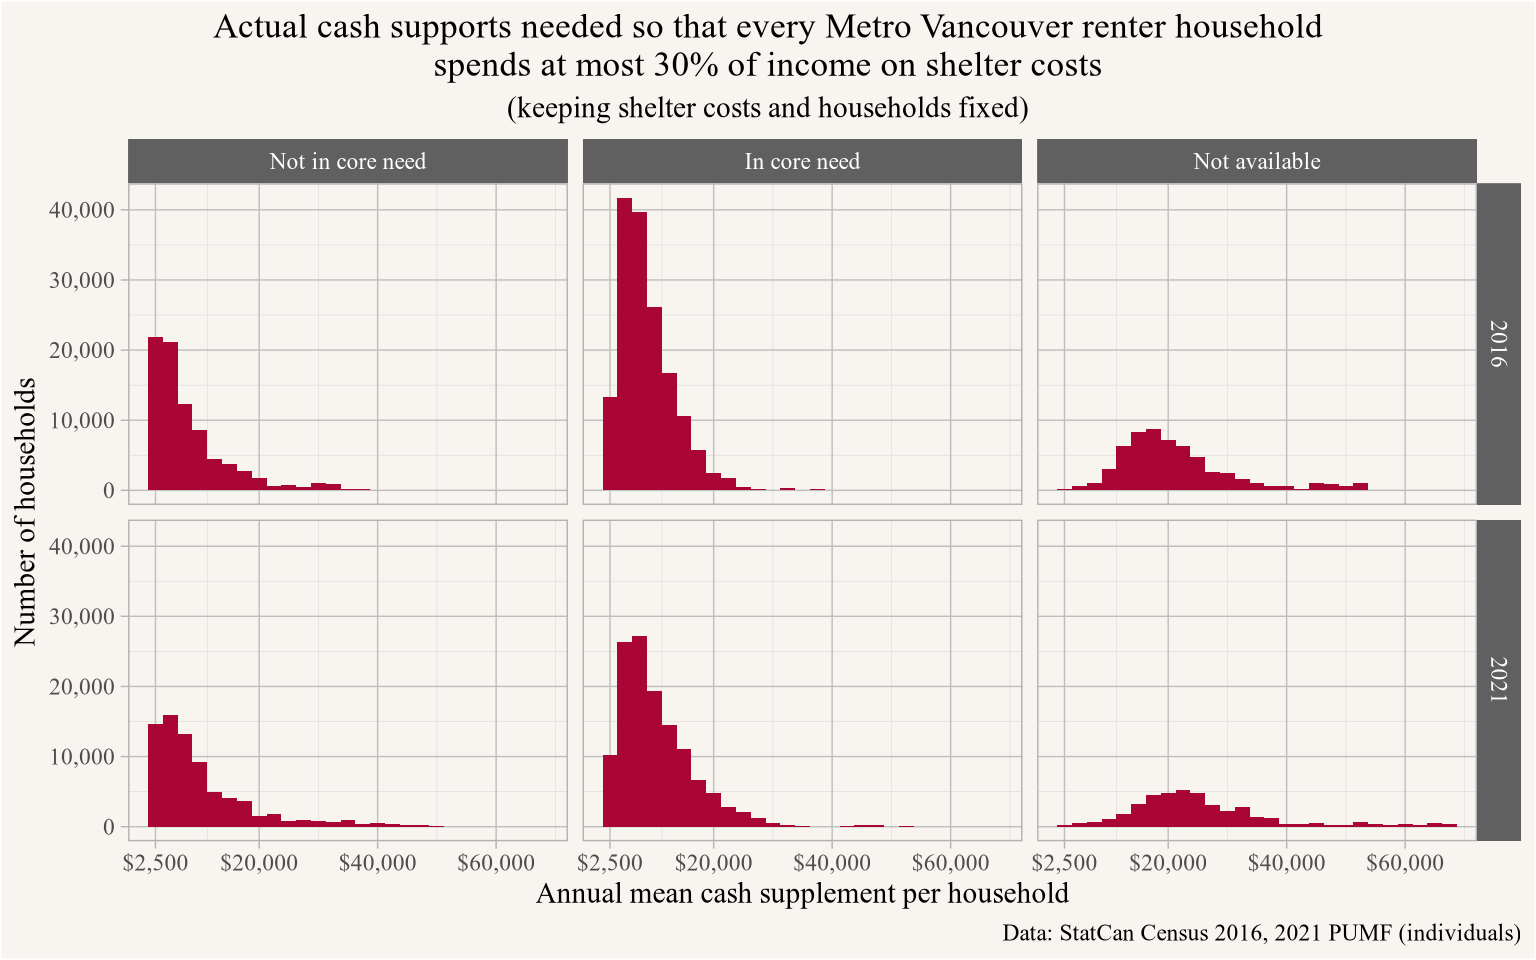 Actual cash supports needed so that every Metro Vancouver renter household
spends at most 30% of income on shelter costs
(keeping shelter costs and households fixed)
Not in core need
In core need
Not available
40,000
30,000
20,000
10,000
0
2016
40,000
30,000
20,000
10,000
0
2021
Number of households
$2,500 $20,000 $40,000 $60,000
$2,500 $20,000 $40,000 $60,000
$2,500 $20,000 $40,000 $60,000
Annual mean cash supplement per household
Data: StatCan Census 2016, 2021 PUMF (individuals)